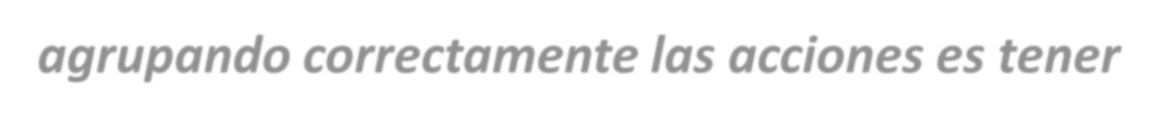 agrupando correctamente las acciones es tener